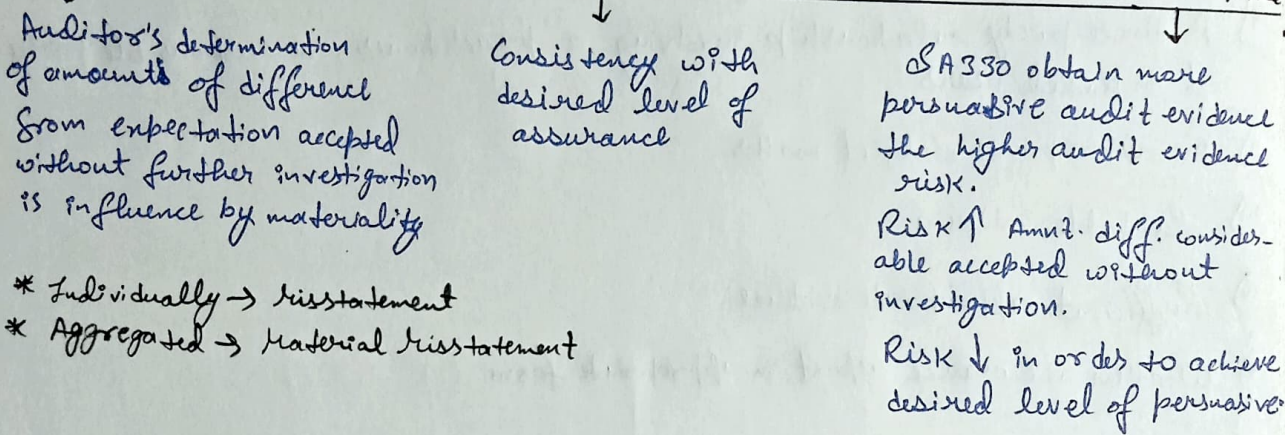 Auditor's determination
of amounts of difference
from expectation accepted
without further investigation
is influence by materiality
* Individually → Misstatement
* Aggregated → Material Misstatement
Consistency with
desired level of
assurance
SA330 obtain more
persuasive audit evidence
the higher audit evidence
risk.
Risk ↑ Amnt. diff. consider-
able accepted without
investigation.
Risk ↓ in order to achieve
desired level of persuasive.